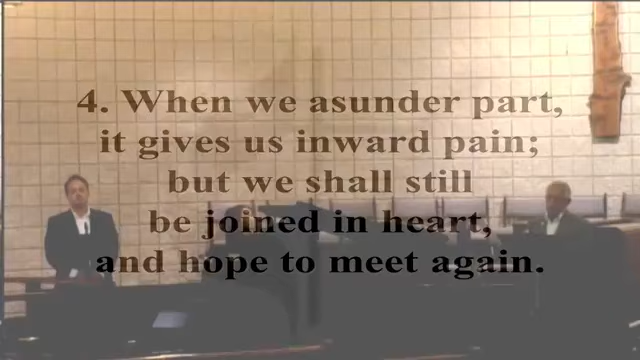 4. When we asunder part,
it gives us inward pain;
but we shall still
be joined in heart,
and hope to meet again.